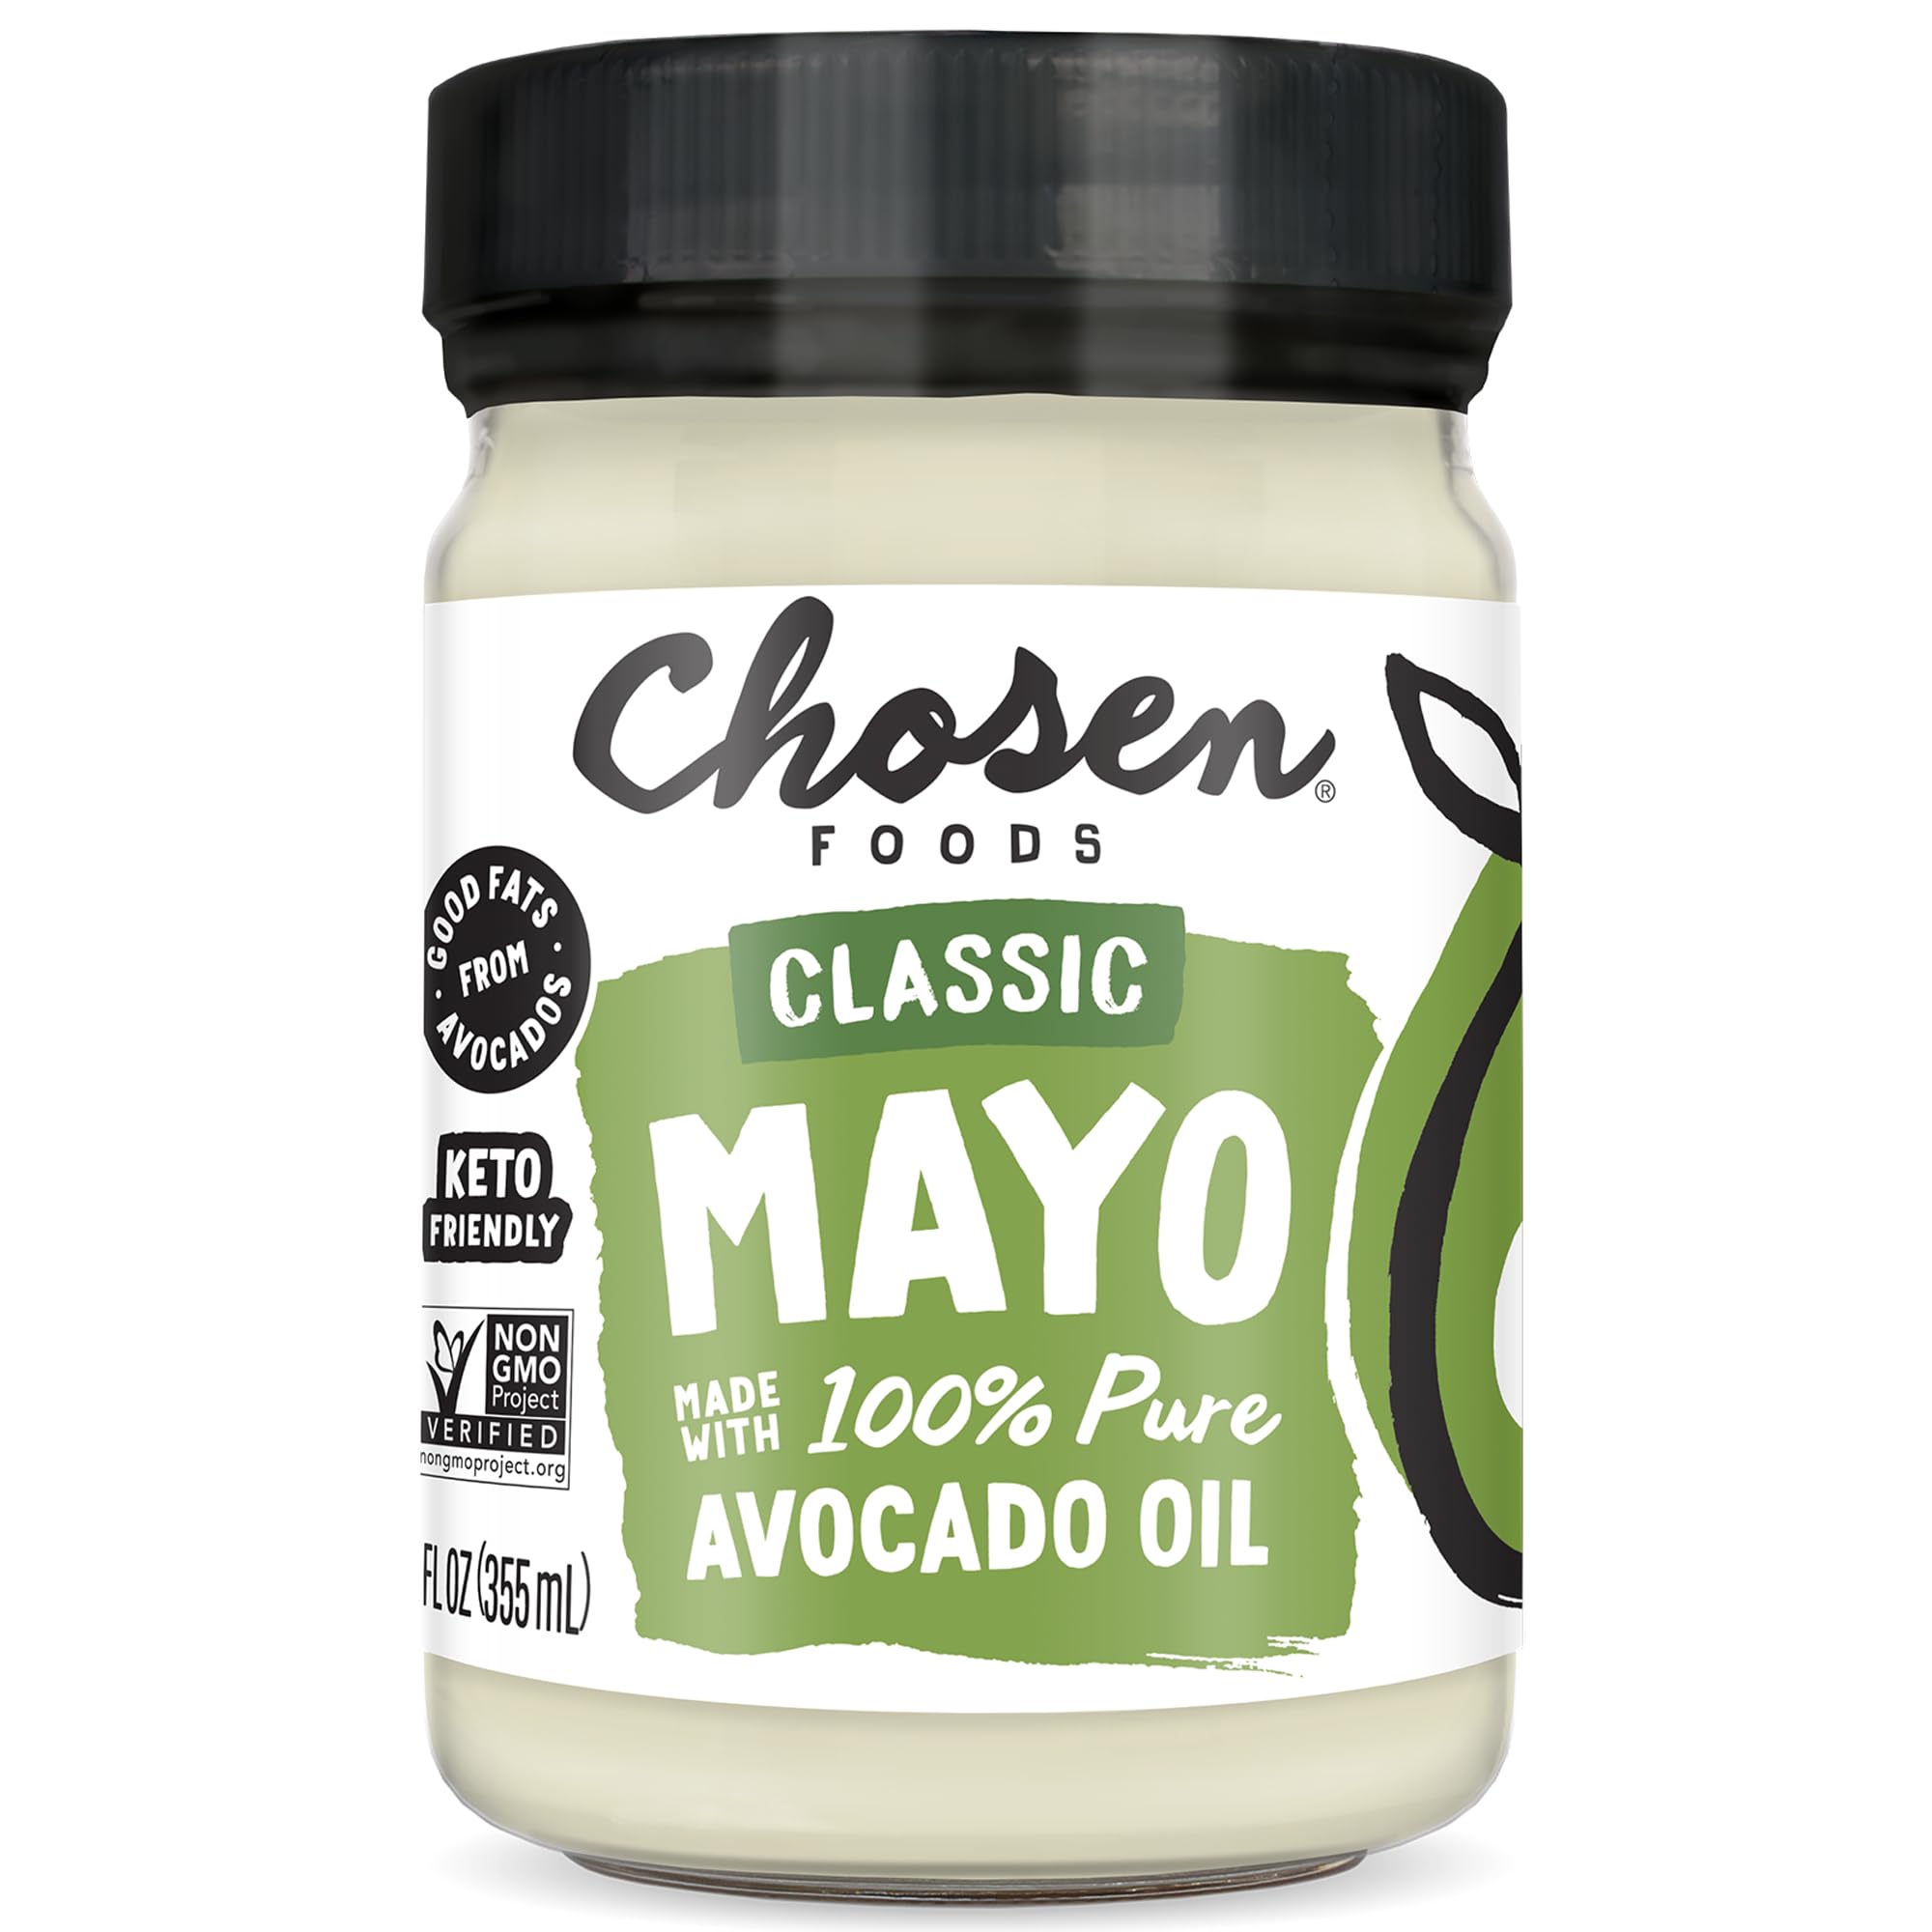 Chosen®
FOODS
GOOD FATS
FROM
AVOCADOS
CLASSIC
MAYO
KETO
FRIENDLY
MADE
WITH
100% Pure
AVOCADO OIL
NON
GMO
Project
VERIFIED
nongmoproject.org
FL OZ (355 mL)